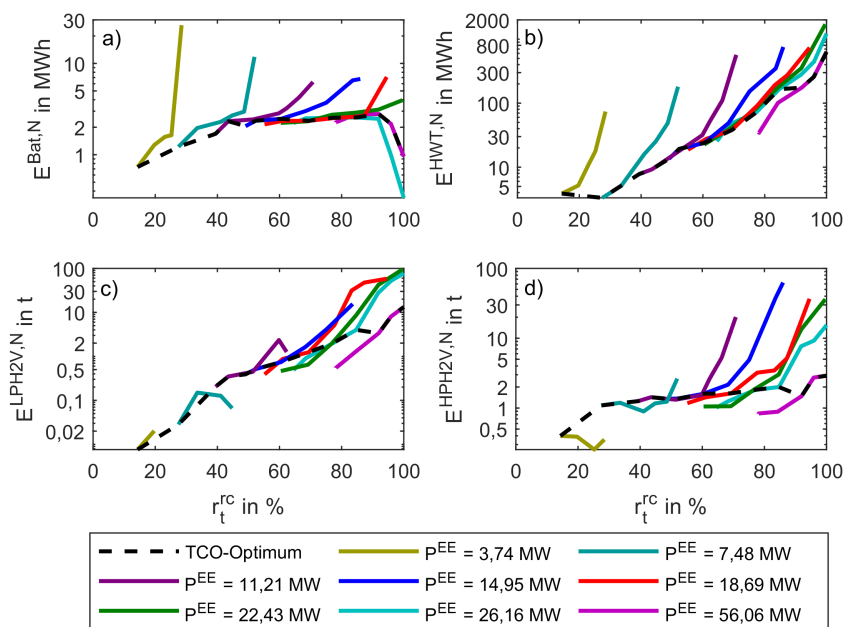 a)
E^Bat,N in MWh
30
10
5
2
1
0 20 40 60 80 100
b)
E^HWT,N in MWh
2000
800
300
100
30
10
5
0 20 40 60 80 100
c)
E^LPH2V,N in t
100
30
10
2
0,5
0,1
0,02
0 20 40 60 80 100
r_t^rc in %
d)
E^HPH2V,N in t
100
30
10
5
2
1
0,5
0 20 40 60 80 100
r_t^rc in %
TCO-Optimum P^EE = 3,74 MW P^EE = 7,48 MW
P^EE = 11,21 MW P^EE = 14,95 MW P^EE = 18,69 MW
P^EE = 22,43 MW P^EE = 26,16 MW P^EE = 56,06 MW